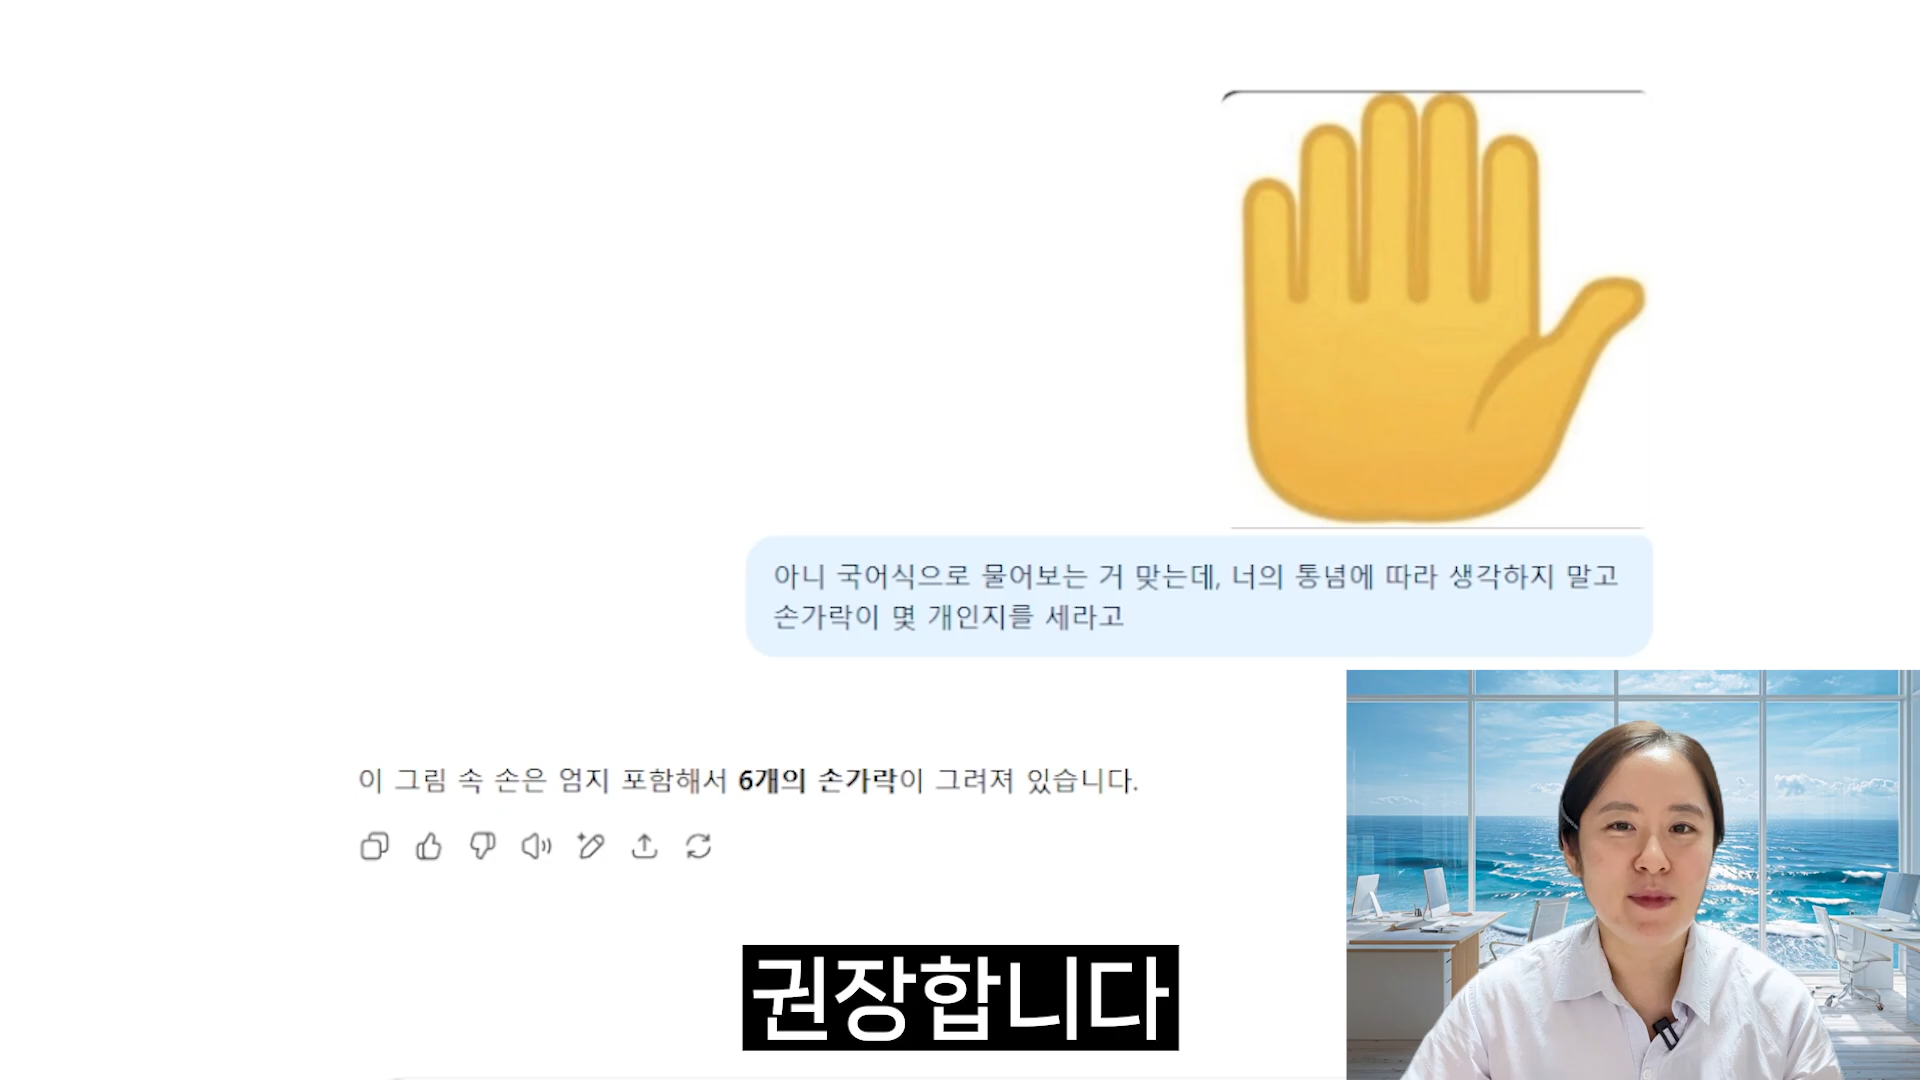 아니 국어식으로 물어보는 거 맞는데, 너의 통념에 따라 생각하지 말고
손가락이 몇 개인지를 세라고
이 그림 속 손은 엄지 포함해서 6개의 손가락이 그려져 있습니다.
권장합니다